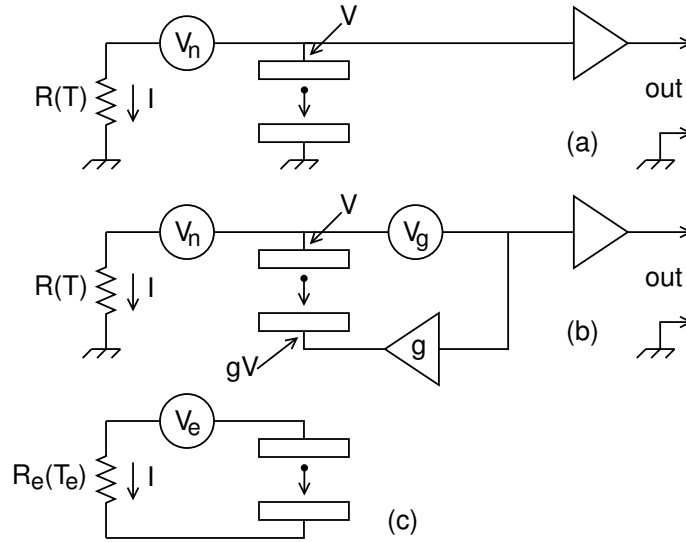 V
Vn
R(T)
I
out
(a)
V
Vn
Vg
R(T)
I
out
g
(b)
gV
Ve
Re(Te)
I
(c)